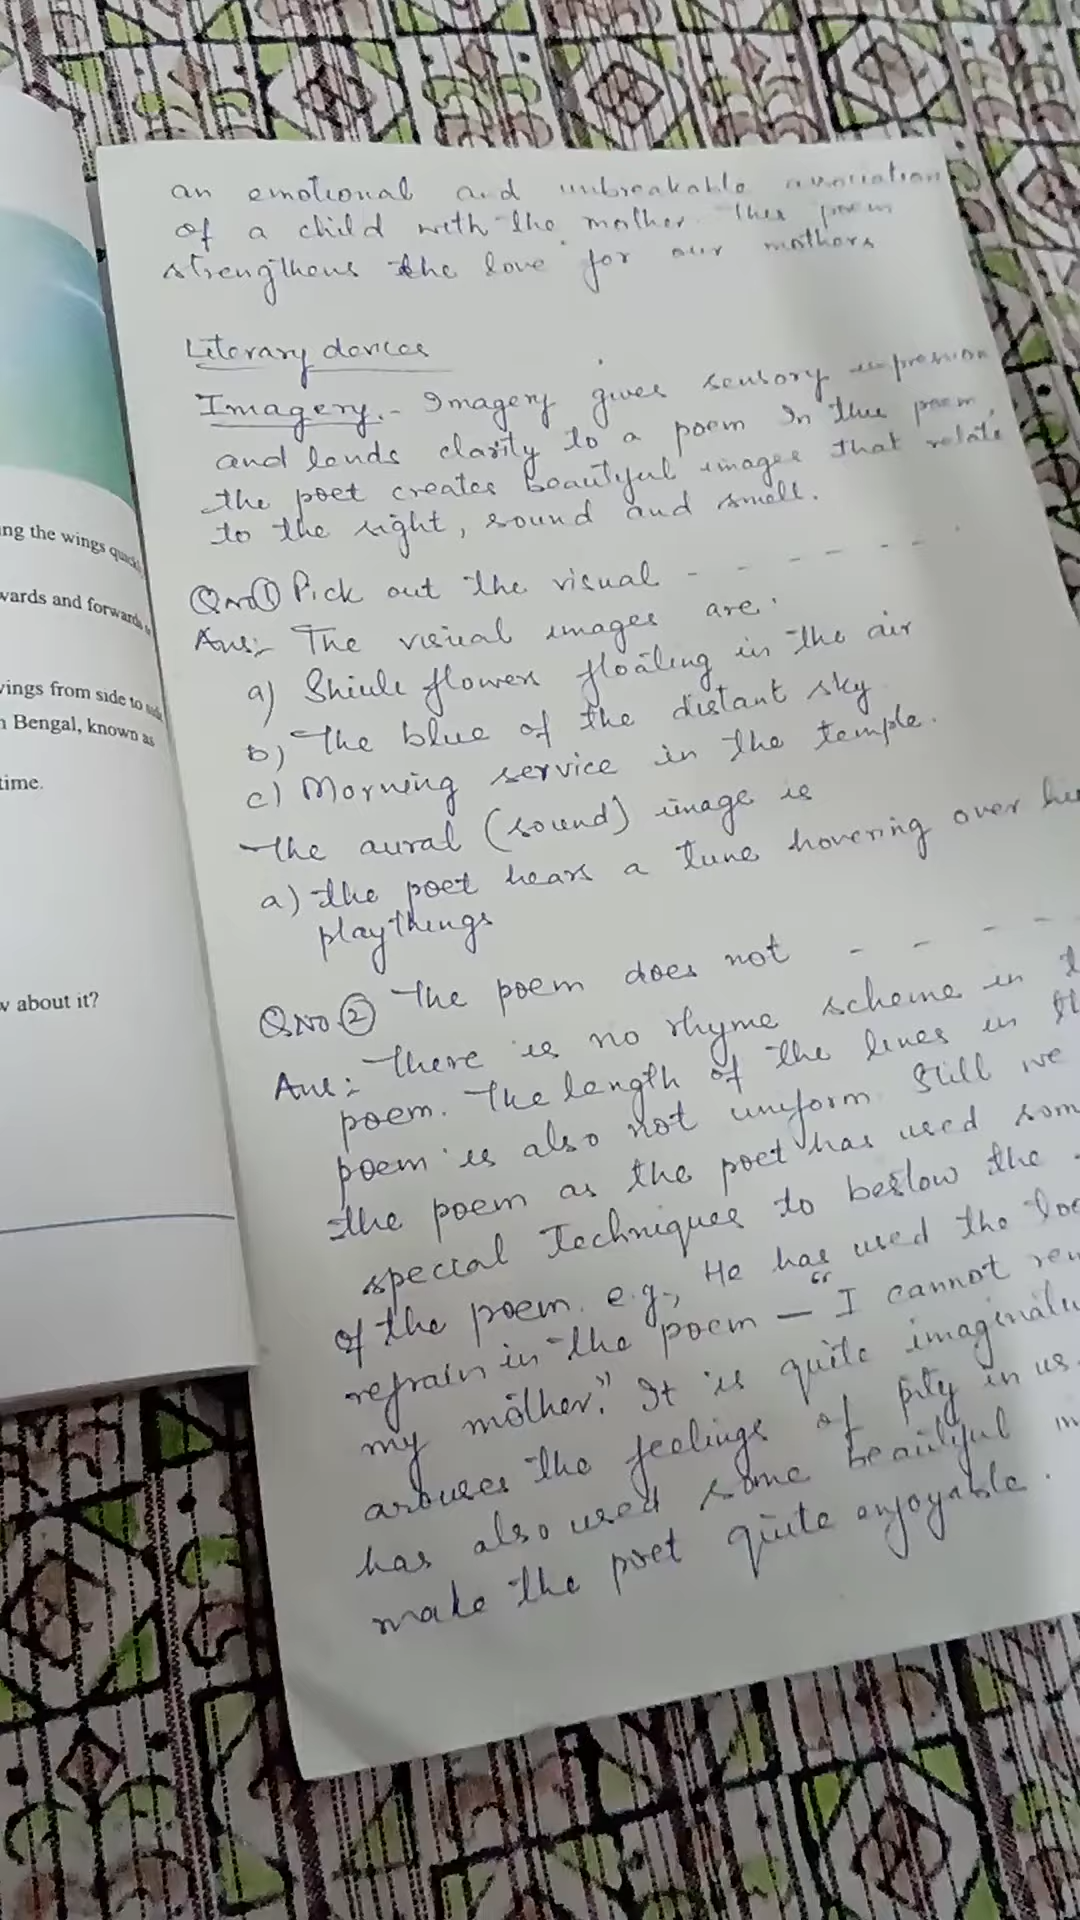 ng the wings
wards and forwards
wings from side to
n Bengal, known as
time.
w about it?
an emotional and unbreakable association
of a child with the mother. This poem
strengthens the love for our mothers
Literary devices
Imagery.- Imagery gives sensory impression
and lends clarity to a poem In this poem,
the poet creates beautiful images that relate
to the sight, sound and smell.
QNo① Pick out the visual - - - - - -
Ans:- The visual images are.
a) Shiuli flowers floating in the air
b) The blue of the distant sky
c) Morning service in the temple.
The aural (sound) image is
a) the poet hears a tune hovering over his
playthings
QNo.② The poem does not - - - -
Ans:- There is no rhyme scheme in
poem. The length of the lines in
poem is also not uniform. Still we
the poem as the poet has used som
special techniques to bestow the
of the poem. e.g., He has used the
refrain in the poem — "I cannot rem
my mother." It is quite
arouses the feelings of pity in us.
has also used some beautiful
make the poet quite enjoyable.